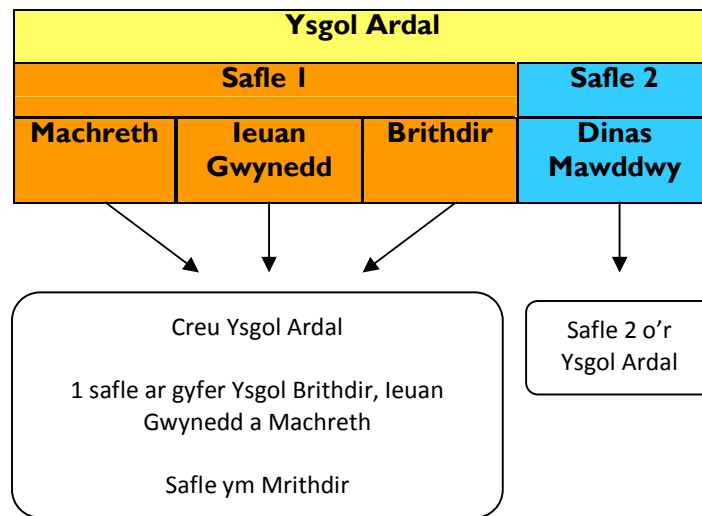 Ysgol Ardal
Safle 1
Safle 2
Machreth
Ieuan
Gwynedd
Brithdir
Dinas
Mawddwy
Creu Ysgol Ardal
1 safle ar gyfer Ysgol Brithdir, Ieuan
Gwynedd a Machreth
Safle ym Mrithdir
Safle 2 o’r
Ysgol Ardal